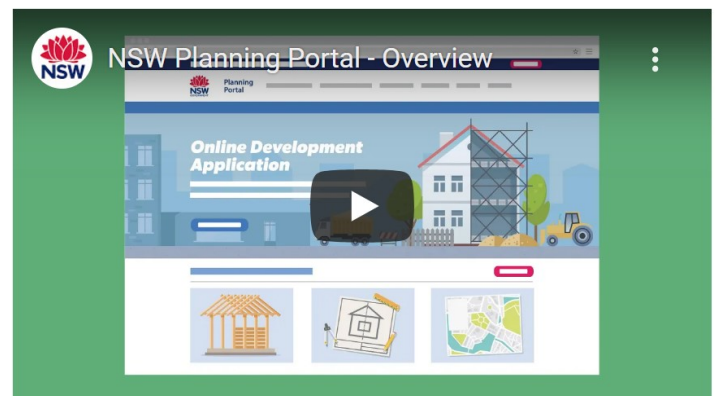 NSW
NSW Planning Portal - Overview
NSW
Planning
Portal
Online Development
Application